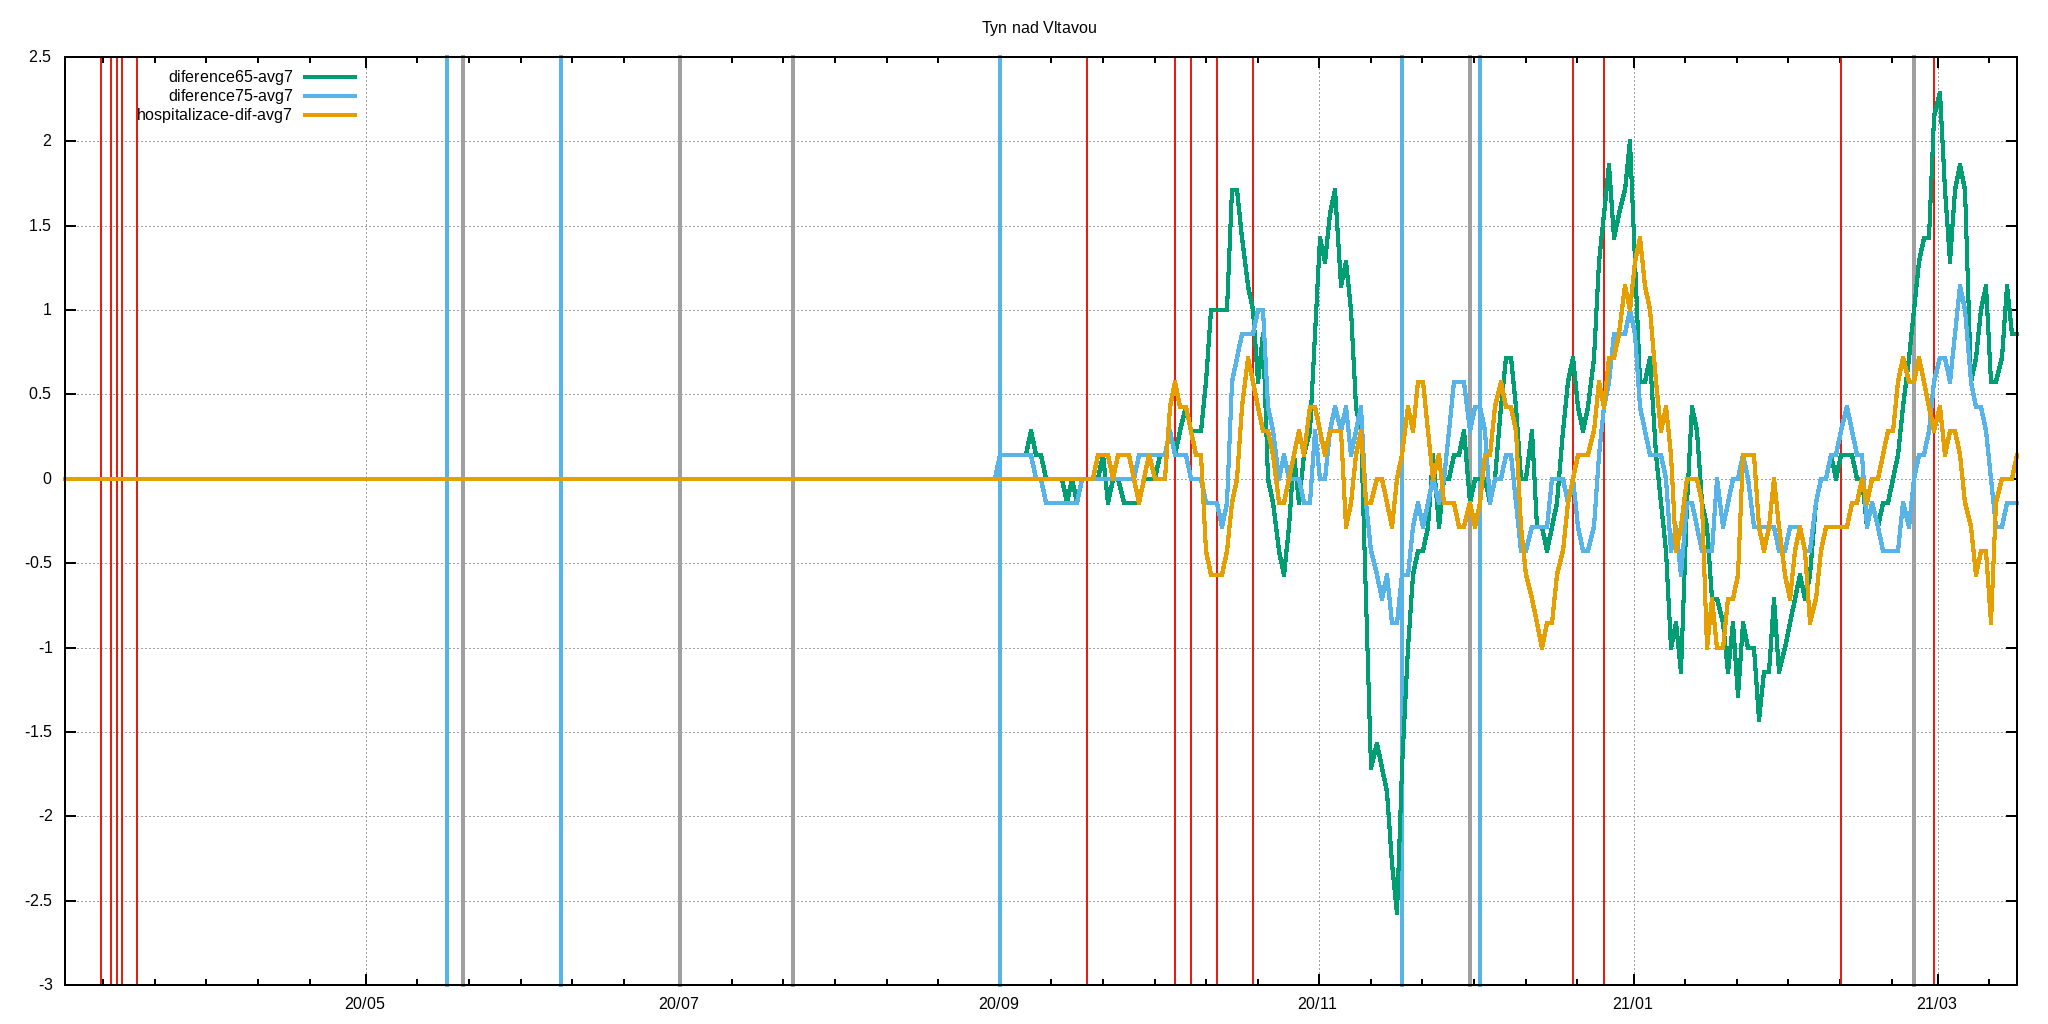 Tyn nad Vltavou
diference65-avg7
diference75-avg7
hospitalizace-dif-avg7
2.5
2
1.5
1
0.5
0
-0.5
-1
-1.5
-2
-2.5
-3
20/05 20/07 20/09 20/11 21/01 21/03